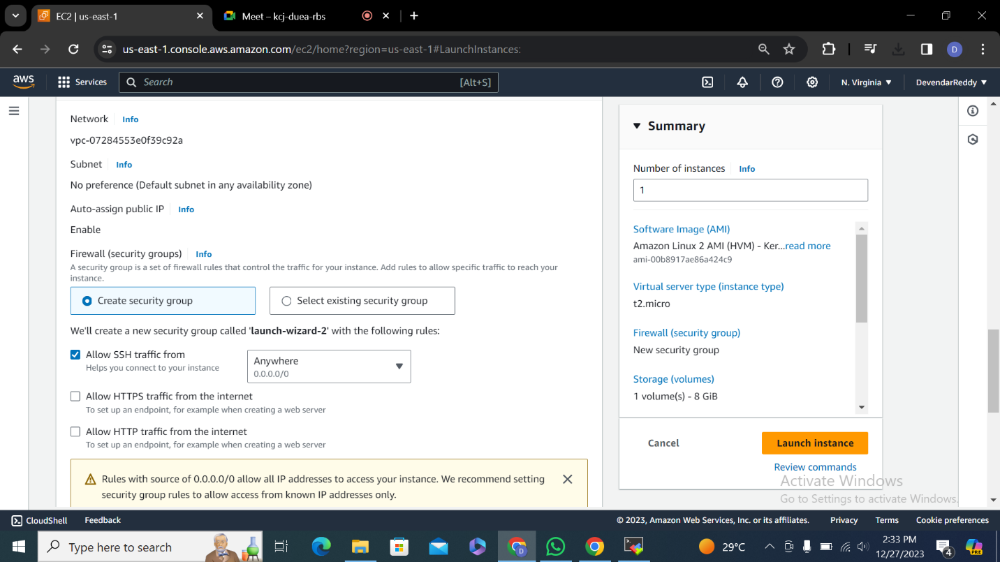 EC2 | us-east-1
Meet – kcj-duea-rbs
us-east-1.console.aws.amazon.com/ec2/home?region=us-east-1#LaunchInstances:
D
aws
Services
Search
[Alt+S]
N. Virginia
DevendarReddy
Network
Info
vpc-07284553e0f39c92a
Subnet
Info
No preference (Default subnet in any availability zone)
Auto-assign public IP
Info
Enable
Firewall (security groups)
Info
A security group is a set of firewall rules that control the traffic for your instance. Add rules to allow specific traffic to reach your
instance.
Create security group
Select existing security group
We'll create a new security group called 'launch-wizard-2' with the following rules:
Allow SSH traffic from
Helps you connect to your instance
Anywhere
0.0.0.0/0
Allow HTTPS traffic from the internet
To set up an endpoint, for example when creating a web server
Allow HTTP traffic from the internet
To set up an endpoint, for example when creating a web server
Rules with source of 0.0.0.0/0 allow all IP addresses to access your instance. We recommend setting
security group rules to allow access from known IP addresses only.
Summary
Number of instances
Info
1
Software Image (AMI)
Amazon Linux 2 AMI (HVM) - Ker...read more
ami-00b8917ae86a424c9
Virtual server type (instance type)
t2.micro
Firewall (security group)
New security group
Storage (volumes)
1 volume(s) - 8 GiB
Cancel
Launch instance
Review commands
Activate Windows
Go to Settings to activate Windows.
CloudShell
Feedback
© 2023, Amazon Web Services, Inc. or its affiliates.
Privacy
Terms
Cookie preferences
Type here to search
D
29°C
2:33 PM
12/27/2023
4
PRE